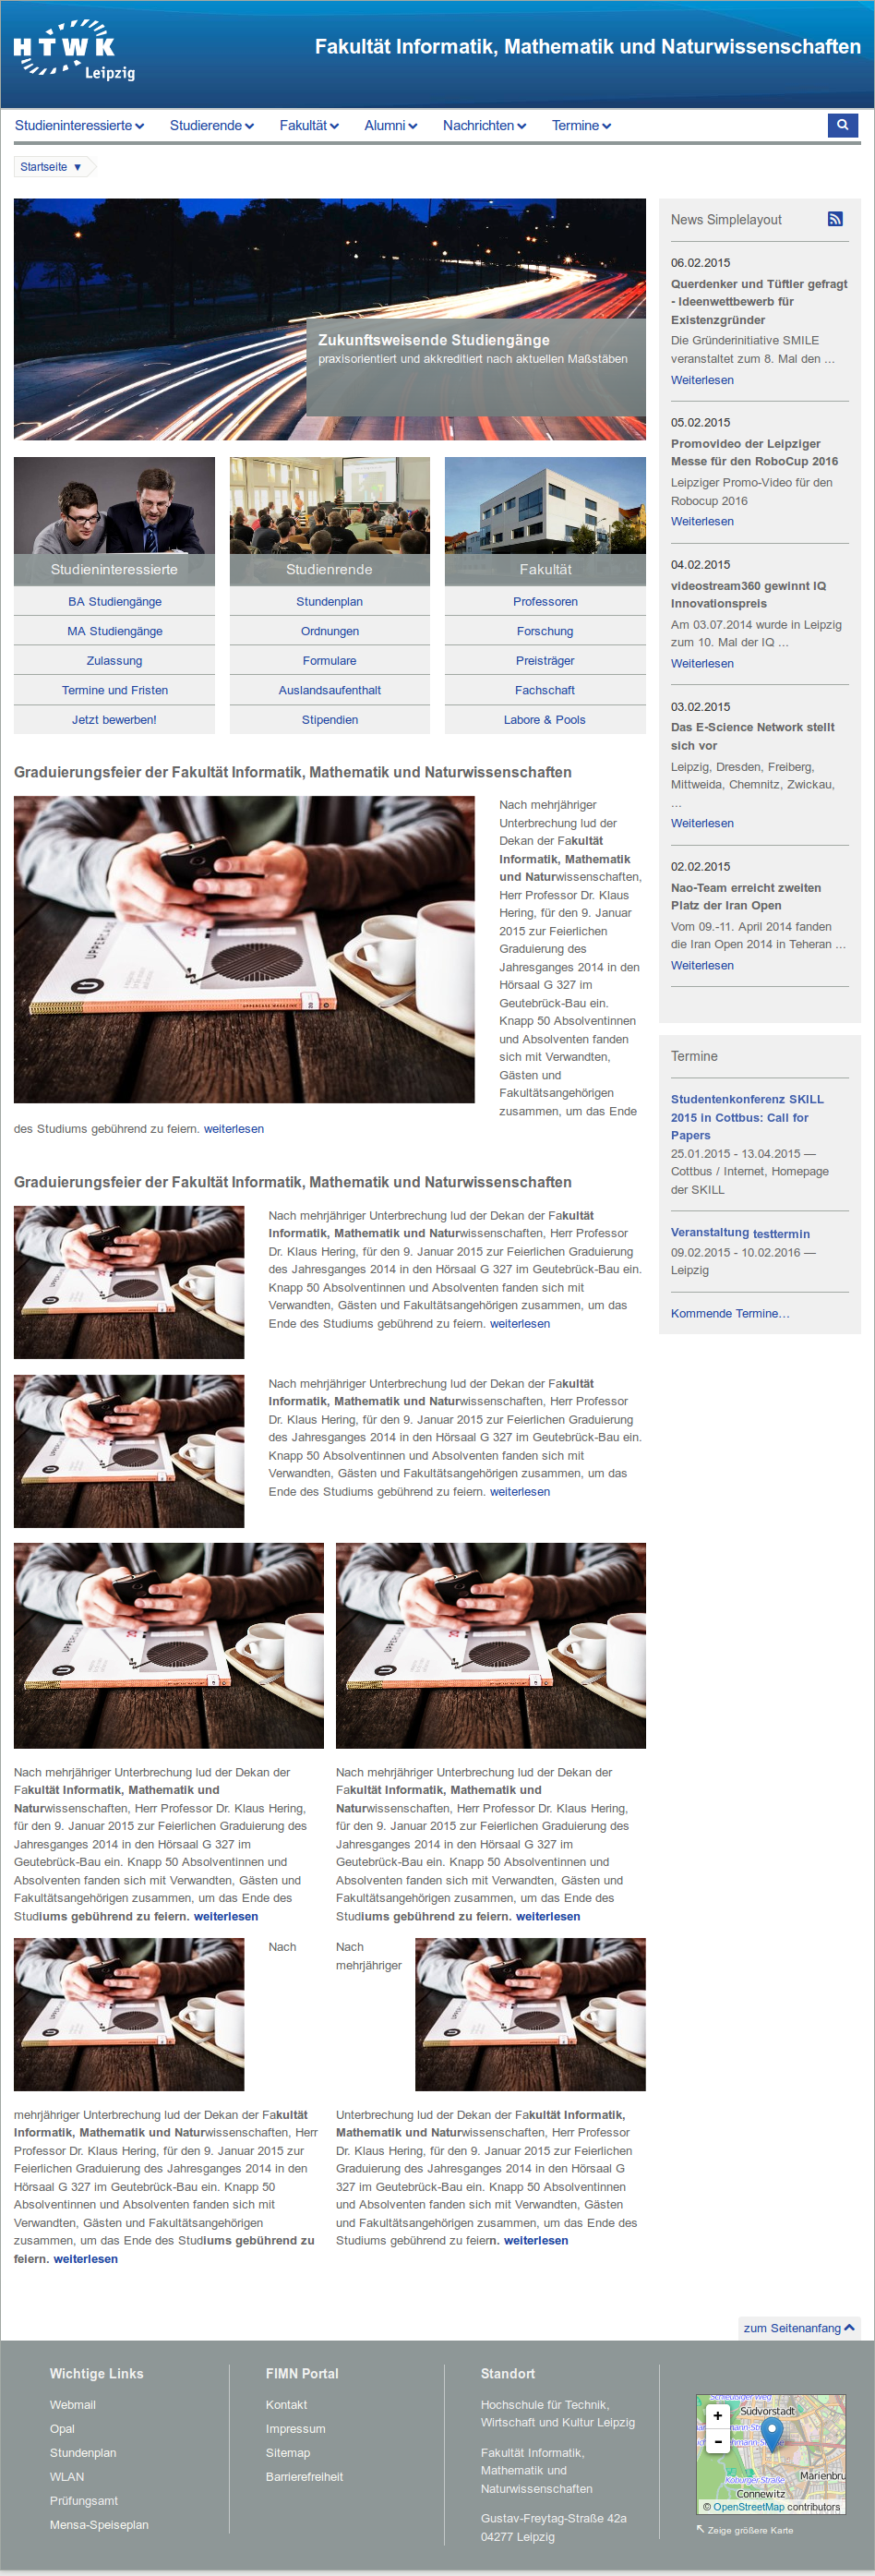 HTWK
Leipzig
Fakultät Informatik, Mathematik und Naturwissenschaften
Studieninteressierte
Studierende
Fakultät
Alumni
Nachrichten
Termine
Startseite ▼
Zukunftsweisende Studiengänge
praxisorientiert und akkreditiert nach aktuellen Maßstäben
Studieninteressierte
BA Studiengänge
MA Studiengänge
Zulassung
Termine und Fristen
Jetzt bewerben!
Studienrende
Stundenplan
Ordnungen
Formulare
Auslandsaufenthalt
Stipendien
Fakultät
Professoren
Forschung
Preisträger
Fachschaft
Labore & Pools
Graduierungsfeier der Fakultät Informatik, Mathematik und Naturwissenschaften
UPPERCASE
U
20
UPPERCASE MAGAZINE
Nach mehrjähriger
Unterbrechung lud der
Dekan der Fakultät
Informatik, Mathematik
und Naturwissenschaften,
Herr Professor Dr. Klaus
Hering, für den 9. Januar
2015 zur Feierlichen
Graduierung des
Jahresganges 2014 in den
Hörsaal G 327 im
Geutebrück-Bau ein.
Knapp 50 Absolventinnen
und Absolventen fanden
sich mit Verwandten,
Gästen und
Fakultätsangehörigen
zusammen, um das Ende
des Studiums gebührend zu feiern. weiterlesen
Graduierungsfeier der Fakultät Informatik, Mathematik und Naturwissenschaften
Nach mehrjähriger Unterbrechung lud der Dekan der Fakultät
Informatik, Mathematik und Naturwissenschaften, Herr Professor
Dr. Klaus Hering, für den 9. Januar 2015 zur Feierlichen Graduierung
des Jahresganges 2014 in den Hörsaal G 327 im Geutebrück-Bau ein.
Knapp 50 Absolventinnen und Absolventen fanden sich mit
Verwandten, Gästen und Fakultätsangehörigen zusammen, um das
Ende des Studiums gebührend zu feiern. weiterlesen
Nach mehrjähriger Unterbrechung lud der Dekan der Fakultät
Informatik, Mathematik und Naturwissenschaften, Herr Professor
Dr. Klaus Hering, für den 9. Januar 2015 zur Feierlichen Graduierung
des Jahresganges 2014 in den Hörsaal G 327 im Geutebrück-Bau ein.
Knapp 50 Absolventinnen und Absolventen fanden sich mit
Verwandten, Gästen und Fakultätsangehörigen zusammen, um das
Ende des Studiums gebührend zu feiern. weiterlesen
Nach mehrjähriger Unterbrechung lud der Dekan der
Fakultät Informatik, Mathematik und
Naturwissenschaften, Herr Professor Dr. Klaus Hering,
für den 9. Januar 2015 zur Feierlichen Graduierung des
Jahresganges 2014 in den Hörsaal G 327 im
Geutebrück-Bau ein. Knapp 50 Absolventinnen und
Absolventen fanden sich mit Verwandten, Gästen und
Fakultätsangehörigen zusammen, um das Ende des
Studiums gebührend zu feiern. weiterlesen
Nach mehrjähriger Unterbrechung lud der Dekan der
Fakultät Informatik, Mathematik und
Naturwissenschaften, Herr Professor Dr. Klaus Hering,
für den 9. Januar 2015 zur Feierlichen Graduierung des
Jahresganges 2014 in den Hörsaal G 327 im
Geutebrück-Bau ein. Knapp 50 Absolventinnen und
Absolventen fanden sich mit Verwandten, Gästen und
Fakultätsangehörigen zusammen, um das Ende des
Studiums gebührend zu feiern. weiterlesen
Nach
mehrjähriger Unterbrechung lud der Dekan der Fakultät
Informatik, Mathematik und Naturwissenschaften, Herr
Professor Dr. Klaus Hering, für den 9. Januar 2015 zur
Feierlichen Graduierung des Jahresganges 2014 in den
Hörsaal G 327 im Geutebrück-Bau ein. Knapp 50
Absolventinnen und Absolventen fanden sich mit
Verwandten, Gästen und Fakultätsangehörigen
zusammen, um das Ende des Studiums gebührend zu
feiern. weiterlesen
Nach
mehrjähriger
Unterbrechung lud der Dekan der Fakultät Informatik,
Mathematik und Naturwissenschaften, Herr Professor
Dr. Klaus Hering, für den 9. Januar 2015 zur Feierlichen
Graduierung des Jahresganges 2014 in den Hörsaal G
327 im Geutebrück-Bau ein. Knapp 50 Absolventinnen
und Absolventen fanden sich mit Verwandten, Gästen
und Fakultätsangehörigen zusammen, um das Ende des
Studiums gebührend zu feiern. weiterlesen
News Simplelayout
06.02.2015
Querdenker und Tüftler gefragt
- Ideenwettbewerb für
Existenzgründer
Die Gründerinitiative SMILE
veranstaltet zum 8. Mal den ...
Weiterlesen
05.02.2015
Promovideo der Leipziger
Messe für den RoboCup 2016
Leipziger Promo-Video für den
Robocup 2016
Weiterlesen
04.02.2015
videostream360 gewinnt IQ
Innovationspreis
Am 03.07.2014 wurde in Leipzig
zum 10. Mal der IQ ...
Weiterlesen
03.02.2015
Das E-Science Network stellt
sich vor
Leipzig, Dresden, Freiberg,
Mittweida, Chemnitz, Zwickau,
...
Weiterlesen
02.02.2015
Nao-Team erreicht zweiten
Platz der Iran Open
Vom 09.-11. April 2014 fanden
die Iran Open 2014 in Teheran ...
Weiterlesen
Termine
Studentenkonferenz SKILL
2015 in Cottbus: Call for
Papers
25.01.2015 - 13.04.2015 —
Cottbus / Internet, Homepage
der SKILL
Veranstaltung testtermin
09.02.2015 - 10.02.2016 —
Leipzig
Kommende Termine…
zum Seitenanfang
Wichtige Links
Webmail
Opal
Stundenplan
WLAN
Prüfungsamt
Mensa-Speiseplan
FIMN Portal
Kontakt
Impressum
Sitemap
Barrierefreiheit
Standort
Hochschule für Technik,
Wirtschaft und Kultur Leipzig
Fakultät Informatik,
Mathematik und
Naturwissenschaften
Gustav-Freytag-Straße 42a
04277 Leipzig
+
-
Südvorstadt
Marienbru
Koburger Straße
Connewitz
© OpenStreetMap contributors
Zeige größere Karte